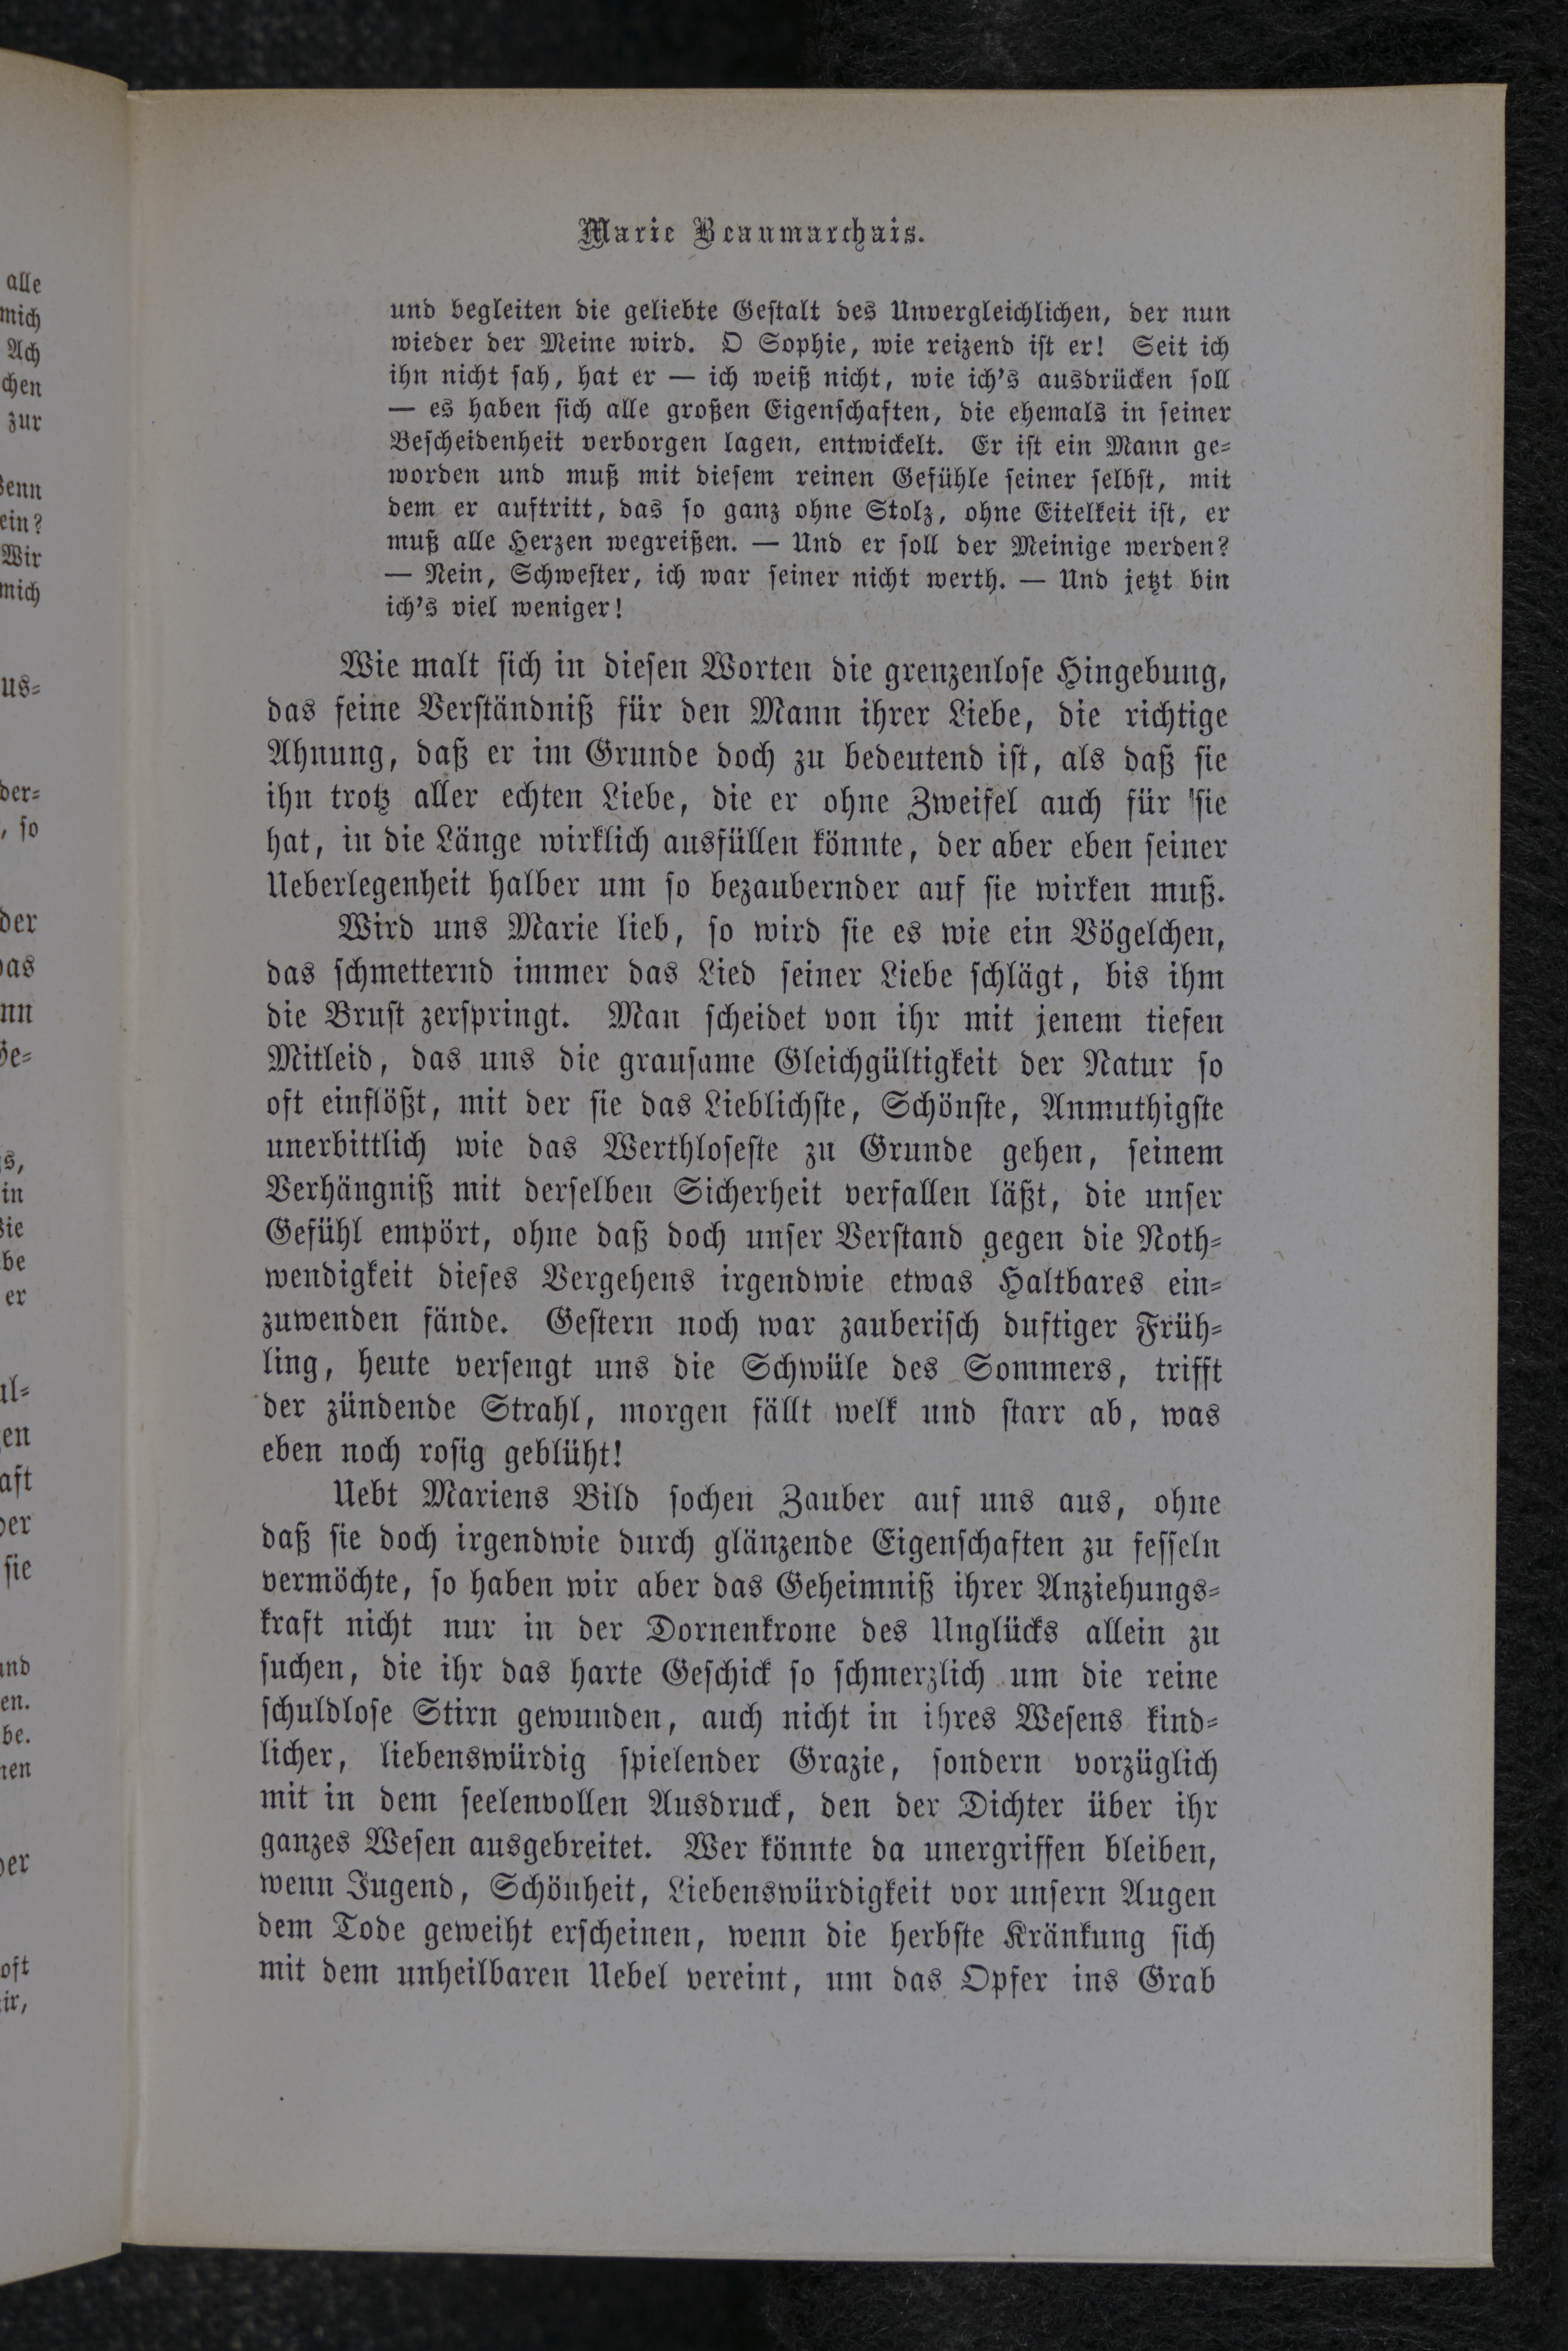 Marie Beaumarchais.
und begleiten die geliebte Geſtalt des Unvergleichlichen, der nun
wieder der Meine wird. O Sophie, wie reizend iſt er! Seit ich
ihn nicht ſah, hat er — ich weiß nicht, wie ich's ausdrücken ſoll
— es haben ſich alle großen Eigenſchaften, die ehemals in ſeiner
Beſcheidenheit verborgen lagen, entwickelt. Er iſt ein Mann ge⸗
worden und muß mit dieſem reinen Gefühle ſeiner ſelbſt, mit
dem er auftritt, das ſo ganz ohne Stolz, ohne Eitelkeit iſt, er
muß alle Herzen wegreißen. — Und er ſoll der Meinige werden?
— Nein, Schweſter, ich war ſeiner nicht werth. — Und jetzt bin
ich's viel weniger!
Wie malt ſich in dieſen Worten die grenzenloſe Hingebung,
das feine Verſtändniß für den Mann ihrer Liebe, die richtige
Ahnung, daß er im Grunde doch zu bedeutend iſt, als daß ſie
ihn trotz aller echten Liebe, die er ohne Zweifel auch für ſie
hat, in die Länge wirklich ausfüllen könnte, der aber eben ſeiner
Ueberlegenheit halber um ſo bezaubernder auf ſie wirken muß.
Wird uns Marie lieb, ſo wird ſie es wie ein Vögelchen,
das ſchmetternd immer das Lied ſeiner Liebe ſchlägt, bis ihm
die Bruſt zerſpringt. Man ſcheidet von ihr mit jenem tiefen
Mitleid, das uns die grauſame Gleichgültigkeit der Natur ſo
oft einflößt, mit der ſie das Lieblichſte, Schönſte, Anmuthigſte
unerbittlich wie das Werthloſeſte zu Grunde gehen, ſeinem
Verhängniß mit derſelben Sicherheit verfallen läßt, die unſer
Gefühl empört, ohne daß doch unſer Verſtand gegen die Noth⸗
wendigkeit dieſes Vergehens irgendwie etwas Haltbares ein⸗
zuwenden fände. Geſtern noch war zauberiſch duftiger Früh⸗
ling, heute verſengt uns die Schwüle des Sommers, trifft
der zündende Strahl, morgen fällt welk und ſtarr ab, was
eben noch roſig geblüht!
Uebt Mariens Bild ſochen Zauber auf uns aus, ohne
daß ſie doch irgendwie durch glänzende Eigenſchaften zu feſſeln
vermöchte, ſo haben wir aber das Geheimniß ihrer Anziehungs⸗
kraft nicht nur in der Dornenkrone des Unglücks allein zu
ſuchen, die ihr das harte Geſchick ſo ſchmerzlich um die reine
ſchuldloſe Stirn gewunden, auch nicht in ihres Weſens kind⸗
licher, liebenswürdig ſpielender Grazie, ſondern vorzüglich
mit in dem ſeelenvollen Ausdruck, den der Dichter über ihr
ganzes Weſen ausgebreitet. Wer könnte da unergriffen bleiben,
wenn Jugend, Schönheit, Liebenswürdigkeit vor unſern Augen
dem Tode geweiht erſcheinen, wenn die herbſte Kränkung ſich
mit dem unheilbaren Uebel vereint, um das Opfer ins Grab